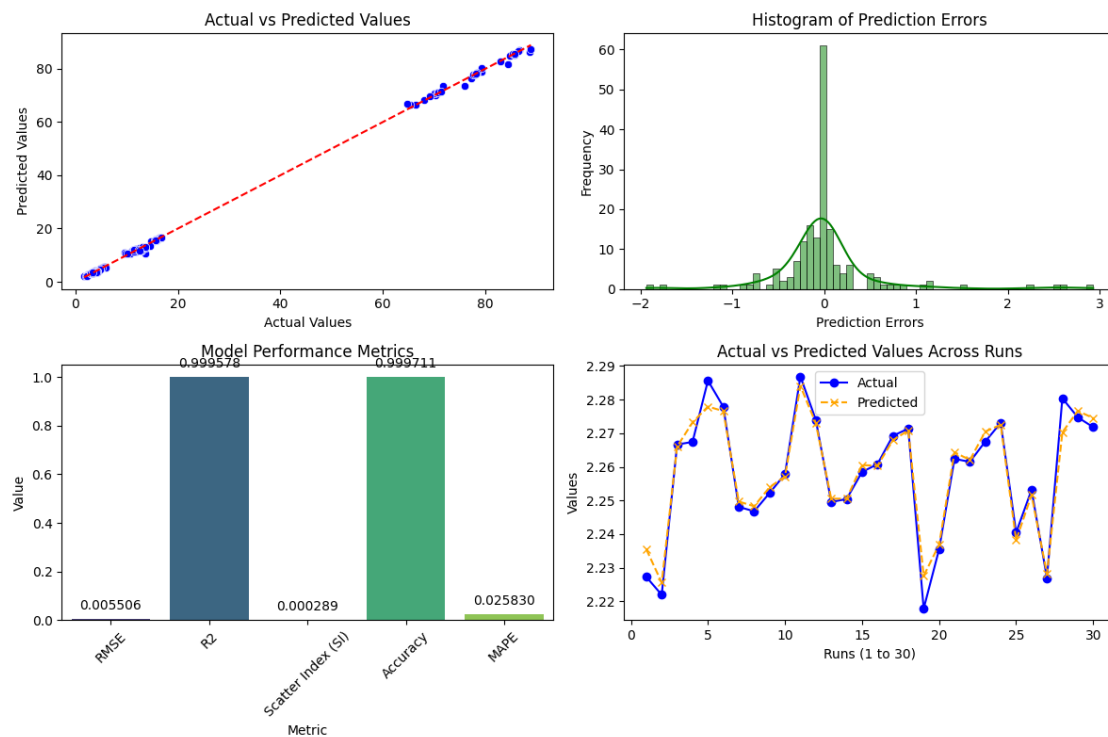 Actual vs Predicted Values
Predicted Values
80
60
40
20
0
0 20 40 60 80
Actual Values
Histogram of Prediction Errors
Frequency
60
50
40
30
20
10
0
−2 −1 0 1 2 3
Prediction Errors
Model Performance Metrics
Value
1.0
0.8
0.6
0.4
0.2
0.0
0.005506
0.999578
0.000289
0.999711
0.025830
RMSE
R2
Scatter Index (SI)
Accuracy
MAPE
Metric
Actual vs Predicted Values Across Runs
Values
2.29
2.28
2.27
2.26
2.25
2.24
2.23
2.22
Actual
Predicted
0 5 10 15 20 25 30
Runs (1 to 30)